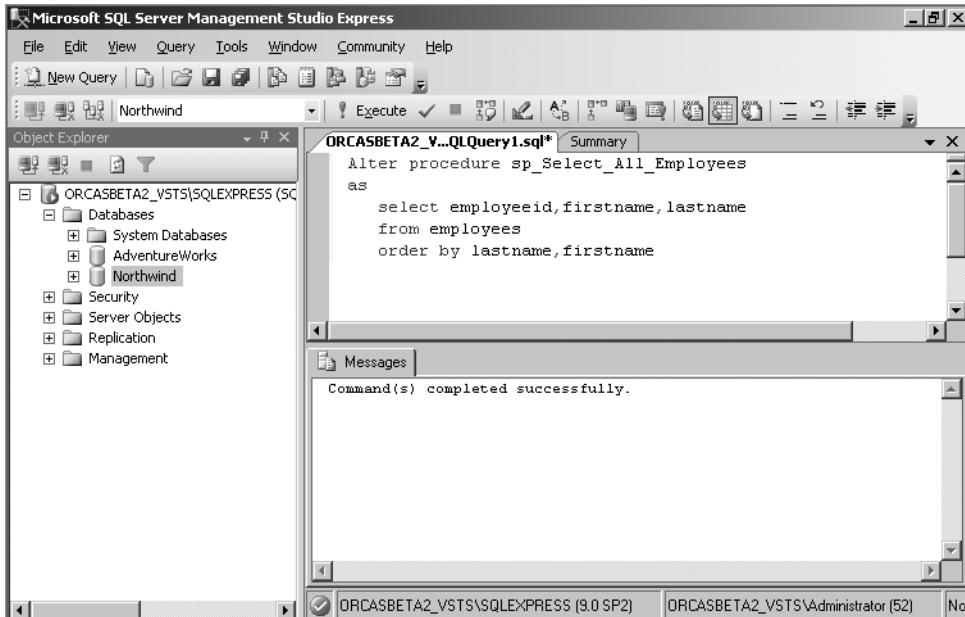 Microsoft SQL Server Management Studio Express
File Edit View Query Tools Window Community Help
New Query
Northwind Execute
Object Explorer
ORCASBETA2_VSTS\SQLEXPRESS (SQ
Databases
System Databases
AdventureWorks
Northwind
Security
Server Objects
Replication
Management
ORCASBETA2_V...QLQuery1.sql* Summary
Alter procedure sp_Select_All_Employees
as
select employeeid,firstname,lastname
from employees
order by lastname,firstname
Messages
Command(s) completed successfully.
ORCASBETA2_VSTS\SQLEXPRESS (9.0 SP2) ORCASBETA2_VSTS\Administrator (52) No